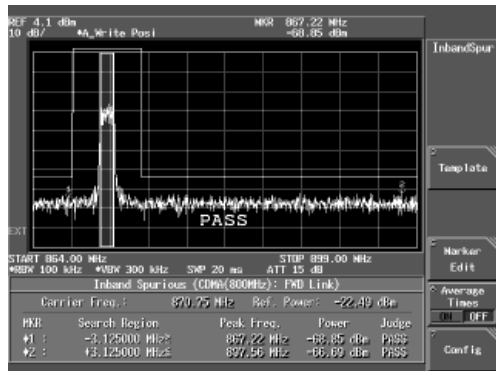 REF 4.1 dBm MKR 867.22 MHz
10 dB/ *A_Write Posi -68.85 dBm
InbandSpur
Template
PASS
EXT
START 864.00 MHz STOP 899.00 MHz
*RBW 100 kHz *VBW 300 kHz SWP 20 ms ATT 15 dB
Marker
Edit
Inband Spurious (CDMA(800MHz): FWD Link)
Carrier Freq.: 870.75 MHz Ref. Power: -22.49 dBm
Average
Times
ON OFF
MKR Search Region Peak Freq. Power Judge
♦1 : -3.125000 MHz≥ 867.22 MHz -68.85 dBm PASS
♦2 : +3.125000 MHz≤ 897.56 MHz -66.69 dBm PASS
Config